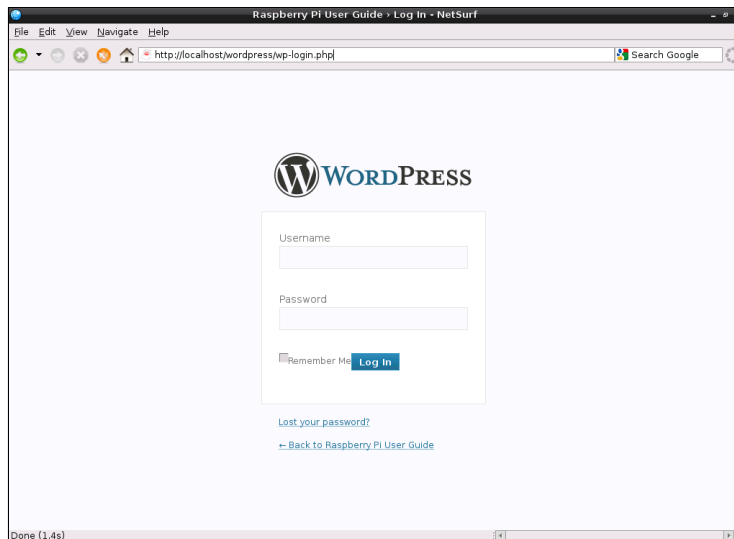 Raspberry Pi User Guide › Log In - NetSurf
File Edit View Navigate Help
http://localhost/wordpress/wp-login.php
Search Google
WORDPRESS
Username
Password
Remember Me Log In
Lost your password?
← Back to Raspberry Pi User Guide
Done (1.4s)